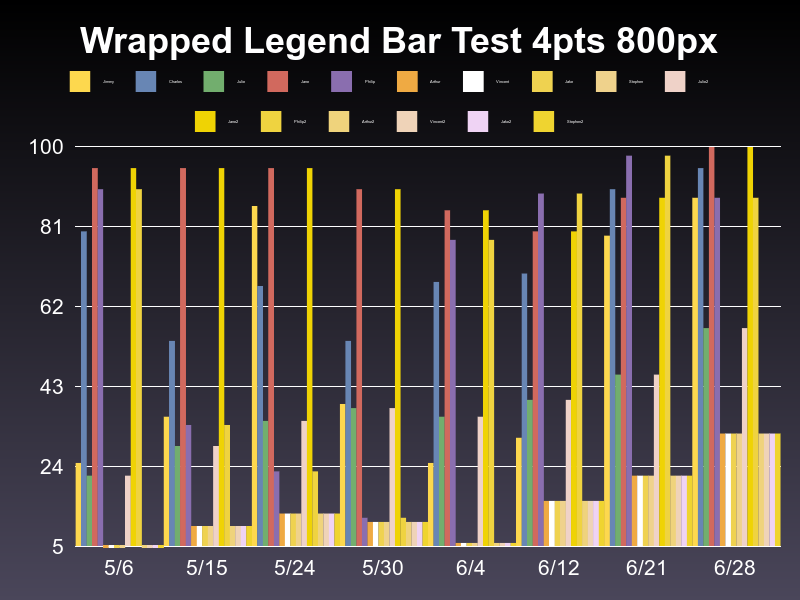 Wrapped Legend Bar Test 4pts 800px
Jimmy Charles Julie Jane Philip Arthur Vincent Jake Stephen Julie2
Jane2 Philip2 Arthur2 Vincent2 Jake2 Stephen2
100
81
62
43
24
5
5/6 5/15 5/24 5/30 6/4 6/12 6/21 6/28